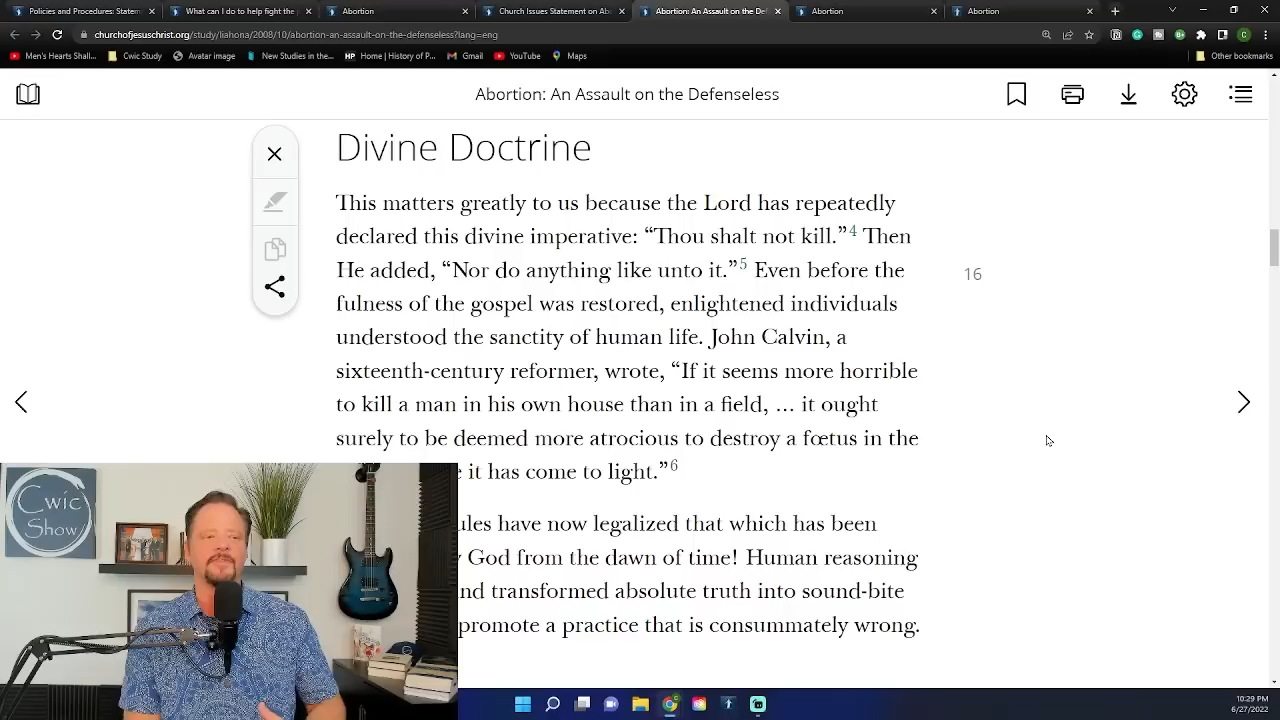 Policies and Procedures: Statem
What can I do to help fight the
Abortion
Church Issues Statement on Abo
Abortion: An Assault on the Def
Abortion
Abortion
churchofjesuschrist.org/study/liahona/2008/10/abortion-an-assault-on-the-defenseless?lang=eng
Men's Hearts Shall...
Cwic Study
Avatar image
New Studies in the...
HP Home | History of P...
Gmail
YouTube
Maps
Other bookmarks
Abortion: An Assault on the Defenseless
Divine Doctrine
This matters greatly to us because the Lord has repeatedly
declared this divine imperative: “Thou shalt not kill.”4 Then
He added, “Nor do anything like unto it.”5 Even before the
16
fulness of the gospel was restored, enlightened individuals
understood the sanctity of human life. John Calvin, a
sixteenth-century reformer, wrote, “If it seems more horrible
to kill a man in his own house than in a field, … it ought
surely to be deemed more atrocious to destroy a fœtus in the
it has come to light.”6
ules have now legalized that which has been
God from the dawn of time! Human reasoning
nd transformed absolute truth into sound-bite
promote a practice that is consummately wrong.
Cwic
Show
10:29 PM
6/27/2022